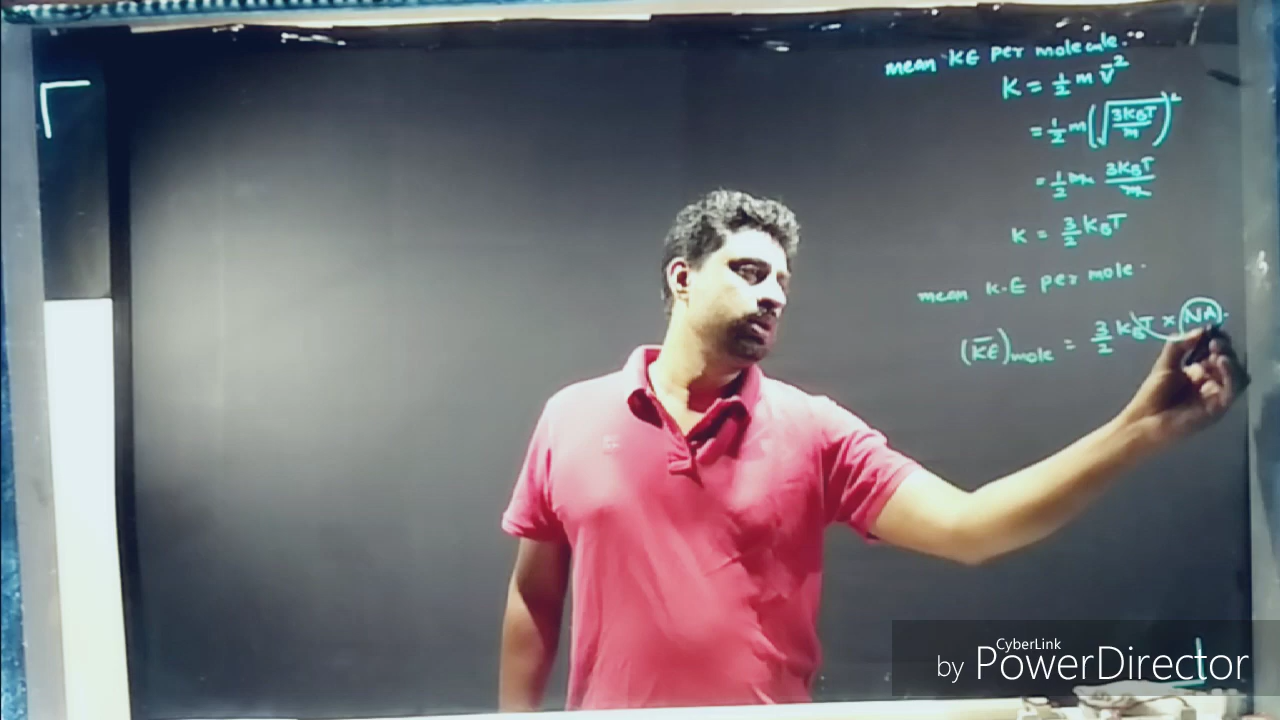 mean KE per molecule.
K = 1/2 m v̄²
= 1/2 m (√(3kBT/m))²
= 1/2 m 3kBT/m
K = 3/2 kBT
mean K.E per mole.
(K̅E̅)mole = 3/2 kBT × (NA).
CyberLink
by PowerDirector